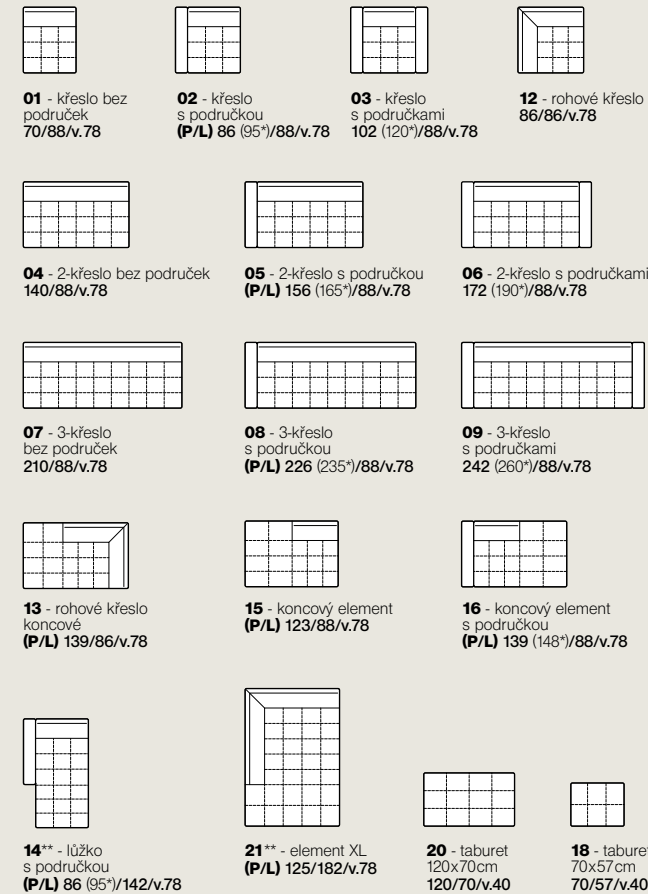 01 - křeslo bez
područek
70/88/v.78
02 - křeslo
s područkou
(P/L) 86 (95*)/88/v.78
03 - křeslo
s područkami
102 (120*)/88/v.78
12 - rohové křeslo
86/86/v.78
04 - 2-křeslo bez područek
140/88/v.78
05 - 2-křeslo s područkou
(P/L) 156 (165*)/88/v.78
06 - 2-křeslo s područkami
172 (190*)/88/v.78
07 - 3-křeslo
bez područek
210/88/v.78
08 - 3-křeslo
s područkou
(P/L) 226 (235*)/88/v.78
09 - 3-křeslo
s područkami
242 (260*)/88/v.78
13 - rohové křeslo
koncové
(P/L) 139/86/v.78
15 - koncový element
(P/L) 123/88/v.78
16 - koncový element
s područkou
(P/L) 139 (148*)/88/v.78
14** - lůžko
s područkou
(P/L) 86 (95*)/142/v.78
21** - element XL
(P/L) 125/182/v.78
20 - taburet
120x70cm
120/70/v.40
18 - taburet
70x57cm
70/57/v.40